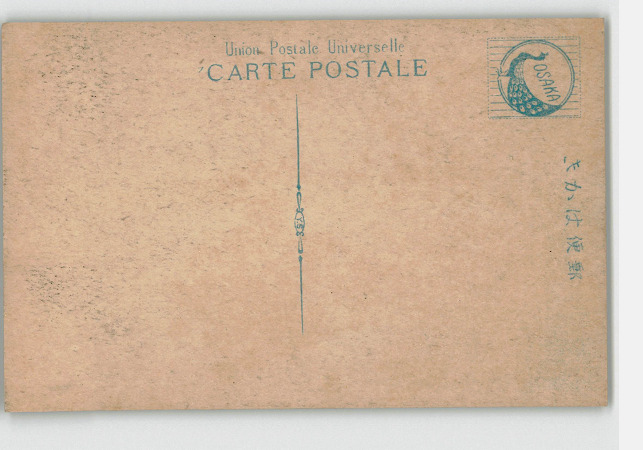 Union Postale Universelle
CARTE POSTALE
OSAKA
きかは便郵